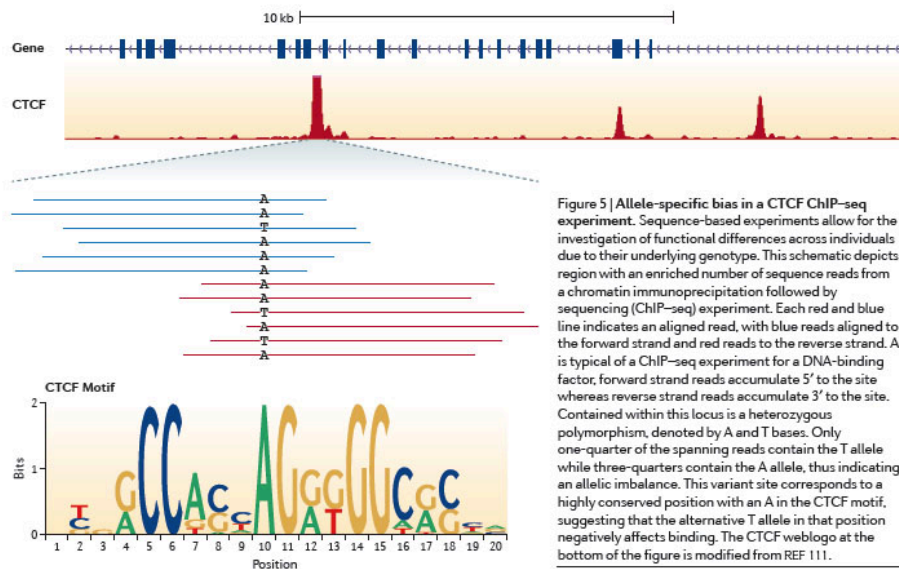 10 kb
Gene
CTCF
A
A
T
A
A
A
A
A
T
A
T
A
Figure 5 | Allele-specific bias in a CTCF ChIP–seq
experiment. Sequence-based experiments allow for the
investigation of functional differences across individuals
due to their underlying genotype. This schematic depicts
region with an enriched number of sequence reads from
a chromatin immunoprecipitation followed by
sequencing (ChIP–seq) experiment. Each red and blue
line indicates an aligned read, with blue reads aligned to
the forward strand and red reads to the reverse strand. A
is typical of a ChIP–seq experiment for a DNA-binding
factor, forward strand reads accumulate 5′ to the site
whereas reverse strand reads accumulate 3′ to the site.
Contained within this locus is a heterozygous
polymorphism, denoted by A and T bases. Only
one-quarter of the spanning reads contain the T allele
while three-quarters contain the A allele, thus indicating
an allelic imbalance. This variant site corresponds to a
highly conserved position with an A in the CTCF motif,
suggesting that the alternative T allele in that position
negatively affects binding. The CTCF weblogo at the
bottom of the figure is modified from REF 111.
CTCF Motif
2
1
0
Bits
T C G A C C A G T C G A C A G G A G T G G C A G A C G
1 2 3 4 5 6 7 8 9 10 11 12 13 14 15 16 17 18 19 20
Position